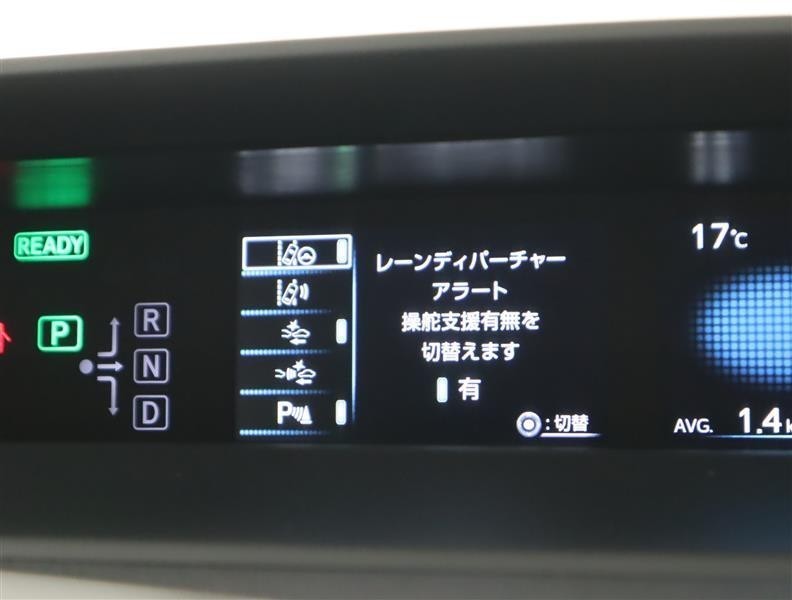 READY
P
R
N
D
P
レーンディパーチャー
アラート
操舵支援有無を
切替えます
有
:切替
17℃
AVG. 1.4k